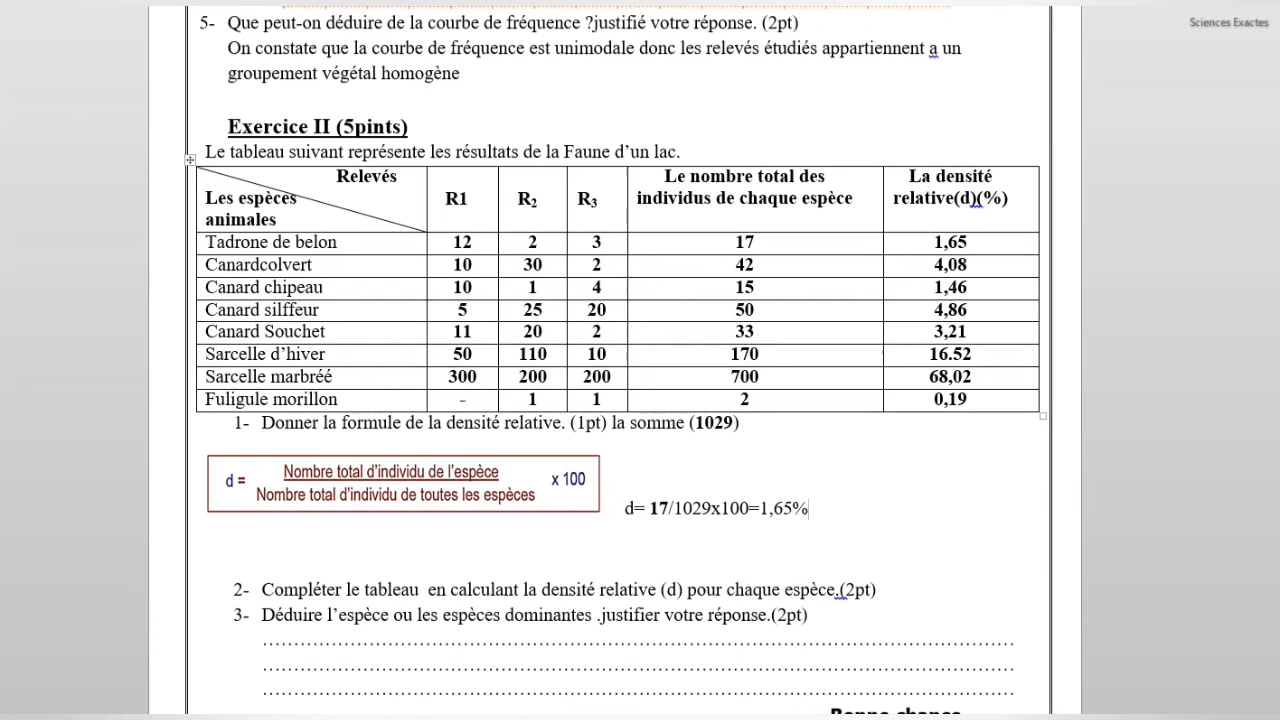 Sciences Exactes
5- Que peut-on déduire de la courbe de fréquence ?justifié votre réponse. (2pt)
On constate que la courbe de fréquence est unimodale donc les relevés étudiés appartiennent a un
groupement végétal homogène
Exercice II (5pints)
Le tableau suivant représente les résultats de la Faune d'un lac.
Relevés Les espèces animales R1 R2 R3 Le nombre total des individus de chaque espèce La densité relative(d)(%)
Tadrone de belon 12 2 3 17 1,65
Canardcolvert 10 30 2 42 4,08
Canard chipeau 10 1 4 15 1,46
Canard silffeur 5 25 20 50 4,86
Canard Souchet 11 20 2 33 3,21
Sarcelle d'hiver 50 110 10 170 16.52
Sarcelle marbréé 300 200 200 700 68,02
Fuligule morillon - 1 1 2 0,19
1- Donner la formule de la densité relative. (1pt) la somme (1029)
d = Nombre total d'individu de l'espèce x 100
Nombre total d'individu de toutes les espèces
d= 17/1029x100=1,65%
2- Compléter le tableau en calculant la densité relative (d) pour chaque espèce.(2pt)
3- Déduire l'espèce ou les espèces dominantes .justifier votre réponse.(2pt)